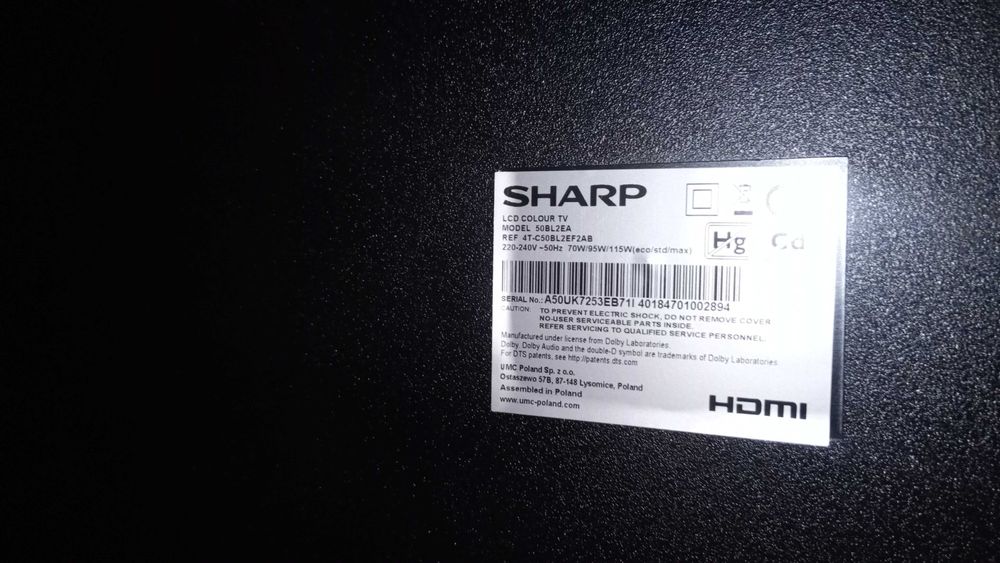 SHARP
LCD COLOUR TV
MODEL 50BL2EA
REF 4T-C50BL2EF2AB
220-240V ~50Hz 70W/95W/115W(eco/std/max)
Hg Cd
SERIAL No.: A50UK7253EB71I 40184701002894
CAUTION: TO PREVENT ELECTRIC SHOCK, DO NOT REMOVE COVER
NO-USER SERVICEABLE PARTS INSIDE.
REFER SERVICING TO QUALIFIED SERVICE PERSONNEL.
Manufactured under license from Dolby Laboratories.
Dolby, Dolby Audio and the double-D symbol are trademarks of Dolby Laboratories
For DTS patents, see http://patents.dts.com
UMC Poland Sp. z o.o.
Ostaszewo 57B, 87-148 Lysomice, Poland
Assembled in Poland
www.umc-poland.com
HDMI